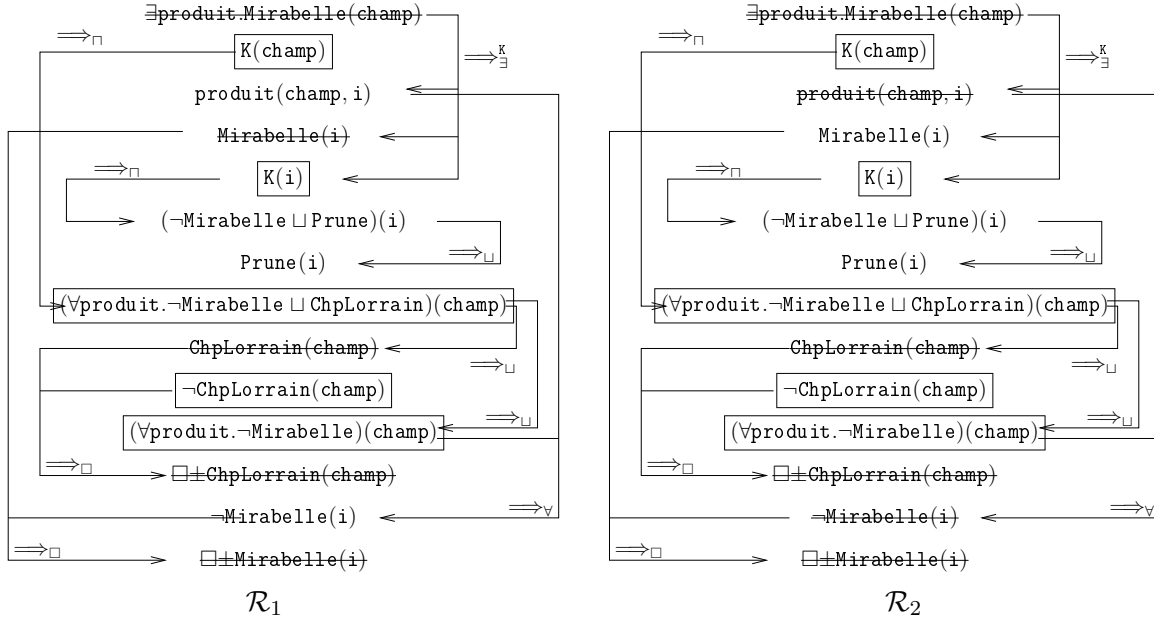 ∃produit.Mirabelle(champ)
⟹⊓
K(champ)
⟹∃ᴷ
produit(champ, i)
Mirabelle(i)
⟹⊓
K(i)
(¬Mirabelle ⊔ Prune)(i)
Prune(i)
⟹⊔
(∀produit.¬Mirabelle ⊔ ChpLorrain)(champ)
ChpLorrain(champ)
⟹⊔
¬ChpLorrain(champ)
(∀produit.¬Mirabelle)(champ)
⟹⊔
⟹□
□±ChpLorrain(champ)
¬Mirabelle(i)
⟹∀
⟹□
□±Mirabelle(i)
R₁
∃produit.Mirabelle(champ)
⟹⊓
K(champ)
⟹∃ᴷ
produit(champ, i)
Mirabelle(i)
⟹⊓
K(i)
(¬Mirabelle ⊔ Prune)(i)
Prune(i)
⟹⊔
(∀produit.¬Mirabelle ⊔ ChpLorrain)(champ)
ChpLorrain(champ)
⟹⊔
¬ChpLorrain(champ)
(∀produit.¬Mirabelle)(champ)
⟹⊔
⟹□
□±ChpLorrain(champ)
¬Mirabelle(i)
⟹∀
⟹□
□±Mirabelle(i)
R₂